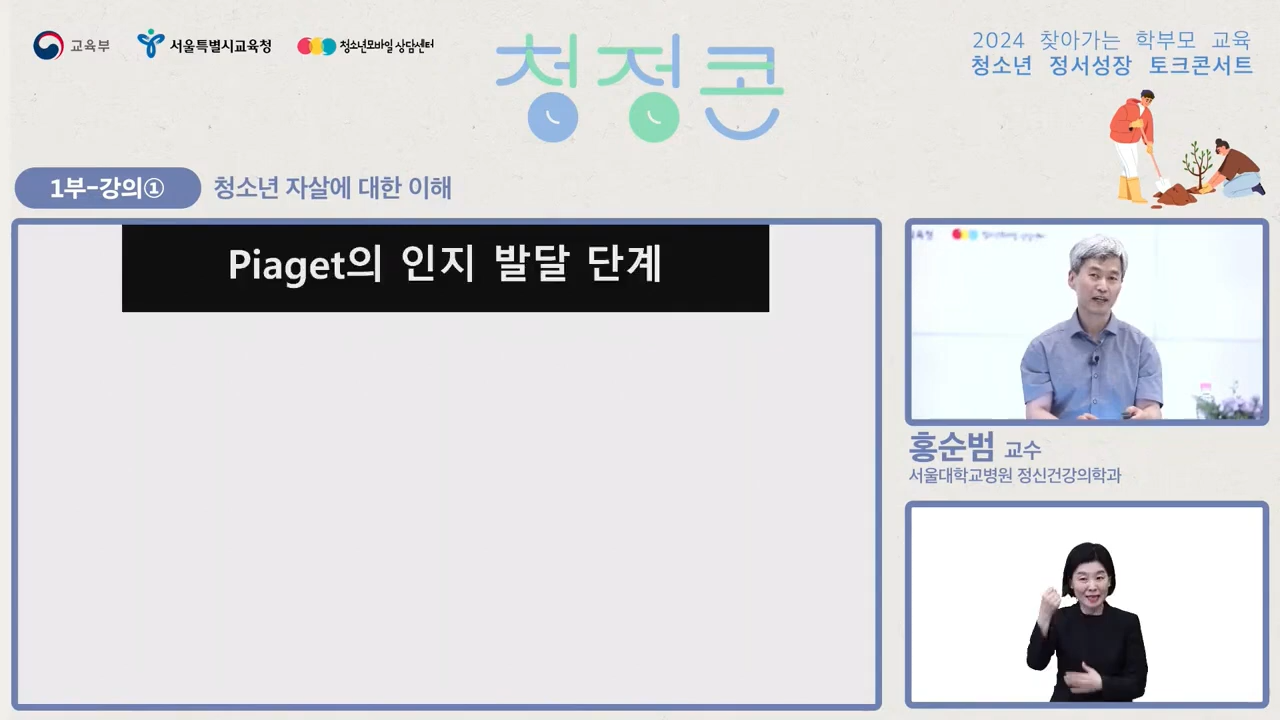 교육부
서울특별시교육청
청소년모바일 상담센터
청정콘
2024 찾아가는 학부모 교육
청소년 정서성장 토크콘서트
1부-강의①
청소년 자살에 대한 이해
Piaget의 인지 발달 단계
홍순범 교수
서울대학교병원 정신건강의학과